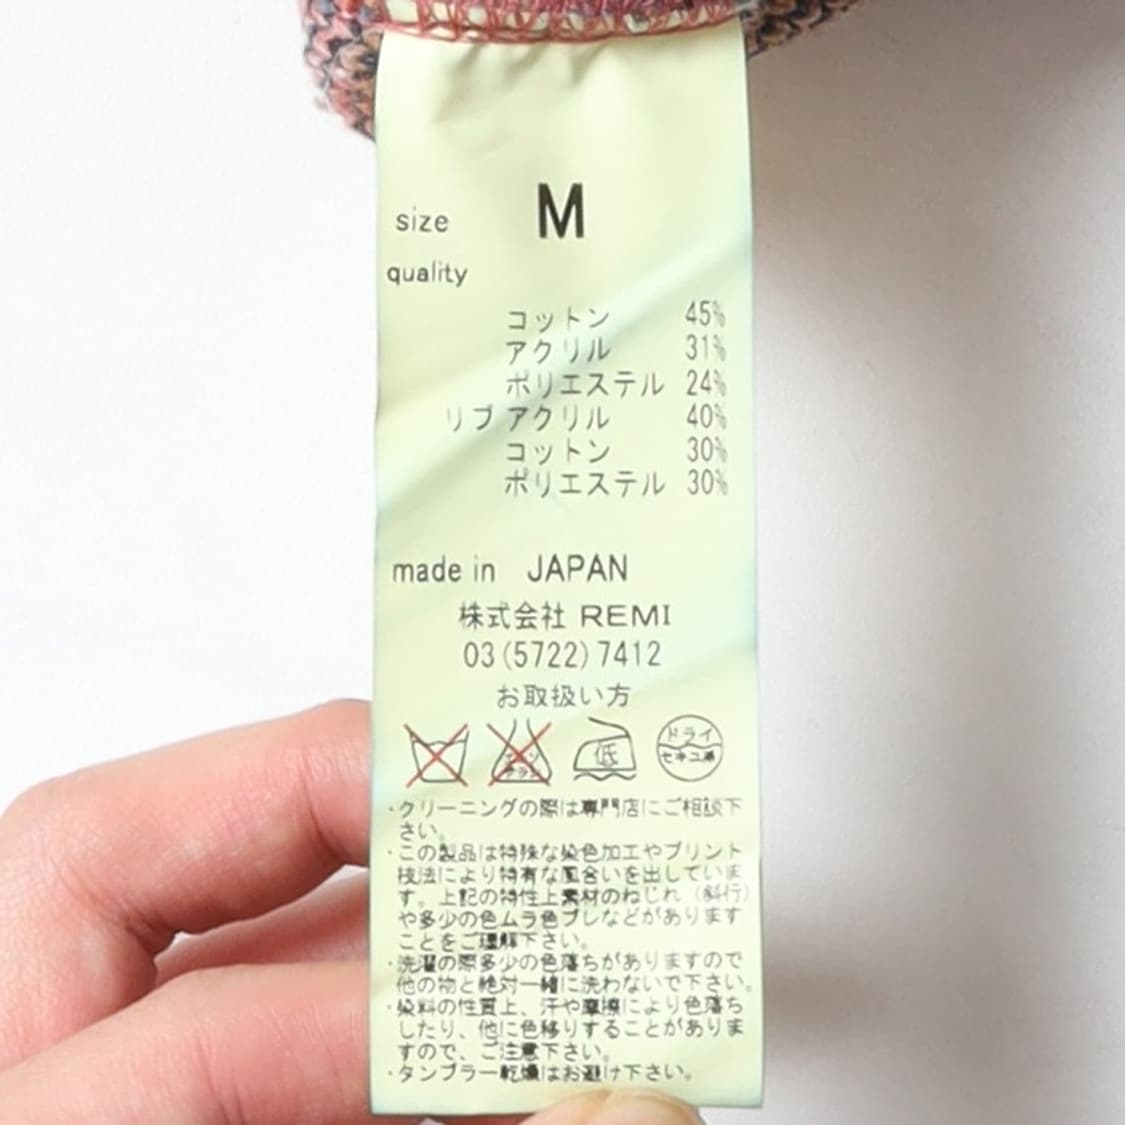 size M
quality
コットン 45%
アクリル 31%
ポリエステル 24%
リブ アクリル 40%
コットン 30%
ポリエステル 30%
made in JAPAN
株式会社 REMI
03(5722)7412
お取扱い方
エンソ
サラシ
低
ドライ
セキユ系
・クリーニングの際は専門店にご相談下
さい。
・この製品は特殊な染色加工やプリント
技法により特有な風合いを出していま
す。上記の特性上素材のねじれ（斜行）
や多少の色ムラ色ブレなどがあります
ことをご理解下さい。
・洗濯の際多少の色落ちがありますので
他の物と絶対一緒に洗わないで下さい。
・染料の性質上、汗や摩擦により色落ち
したり、他に色移りすることがありま
すので、ご注意下さい。
・タンブラー乾燥はお避け下さい。